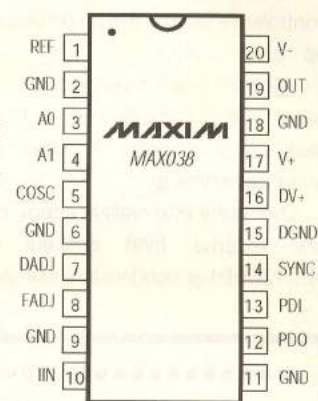 REF 1
GND 2
A0 3
A1 4
COSC 5
GND 6
DADJ 7
FADJ 8
GND 9
IIN 10
MAXIM
MAX038
20 V-
19 OUT
18 GND
17 V+
16 DV+
15 DGND
14 SYNC
13 PDI
12 PDO
11 GND